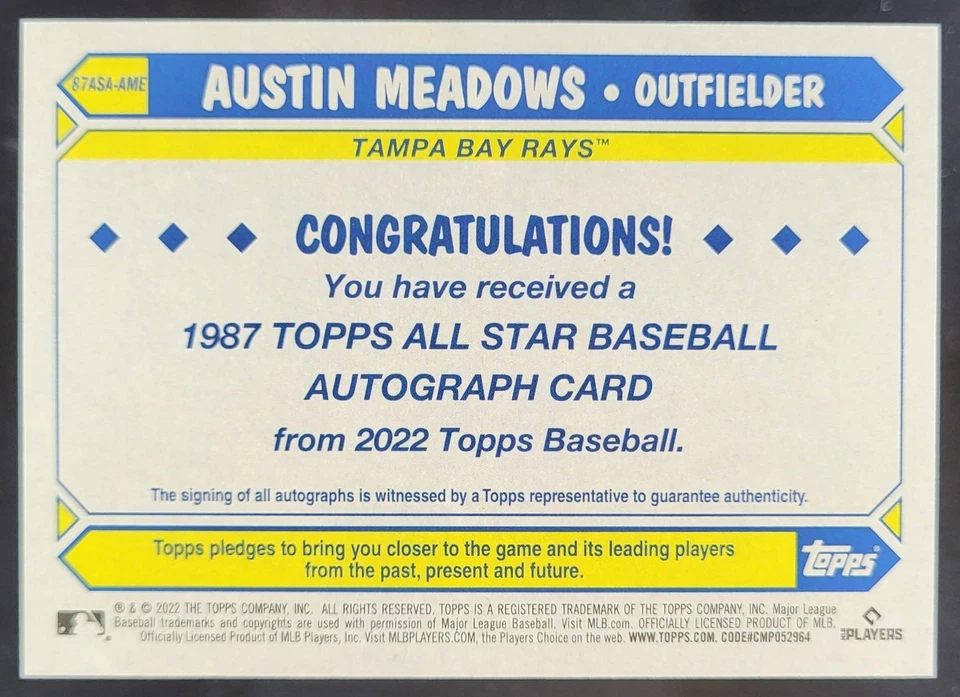 87ASA-AME
AUSTIN MEADOWS • OUTFIELDER
TAMPA BAY RAYS™
CONGRATULATIONS!
You have received a
1987 TOPPS ALL STAR BASEBALL
AUTOGRAPH CARD
from 2022 Topps Baseball.
The signing of all autographs is witnessed by a Topps representative to guarantee authenticity.
Topps pledges to bring you closer to the game and its leading players
from the past, present and future.
topps®
® & © 2022 THE TOPPS COMPANY, INC. ALL RIGHTS RESERVED. TOPPS IS A REGISTERED TRADEMARK OF THE TOPPS COMPANY, INC. Major League
Baseball trademarks and copyrights are used with permission of Major League Baseball. Visit MLB.com. OFFICIALLY LICENSED PRODUCT OF MLB.
Officially Licensed Product of MLB Players, Inc. Visit MLBPLAYERS.COM, the Players Choice on the web. WWW.TOPPS.COM. CODE#CMP052964
MLB PLAYERS